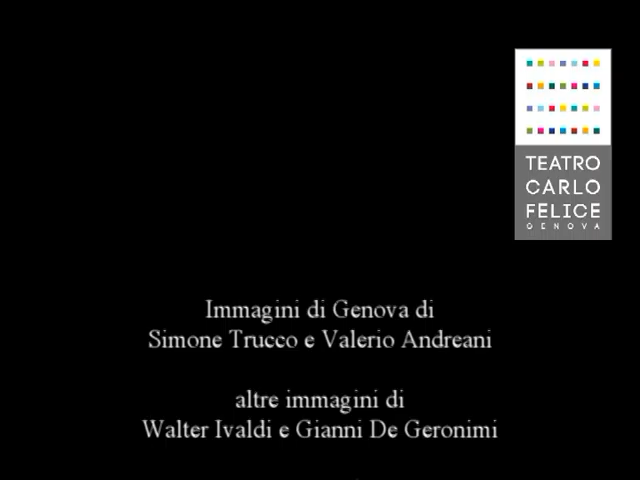 TEATRO
CARLO
FELICE
GENOVA
Immagini di Genova di
Simone Trucco e Valerio Andreani
altre immagini di
Walter Ivaldi e Gianni De Geronimi